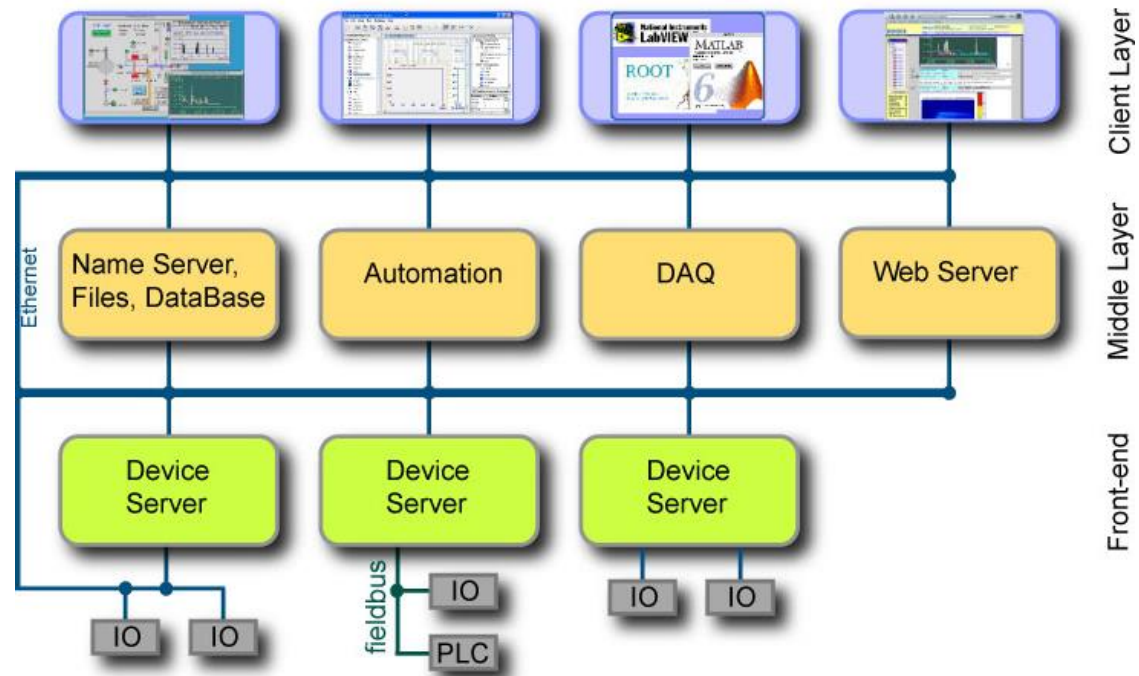 National Instruments
LabVIEW
MATLAB
ROOT
6
Client Layer
Ethernet
Name Server,
Files, DataBase
Automation
DAQ
Web Server
Middle Layer
Device
Server
Device
Server
Device
Server
Front-end
fieldbus
IO
IO
IO
PLC
IO
IO